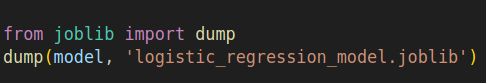 from joblib import dump
dump(model, 'logistic_regression_model.joblib')